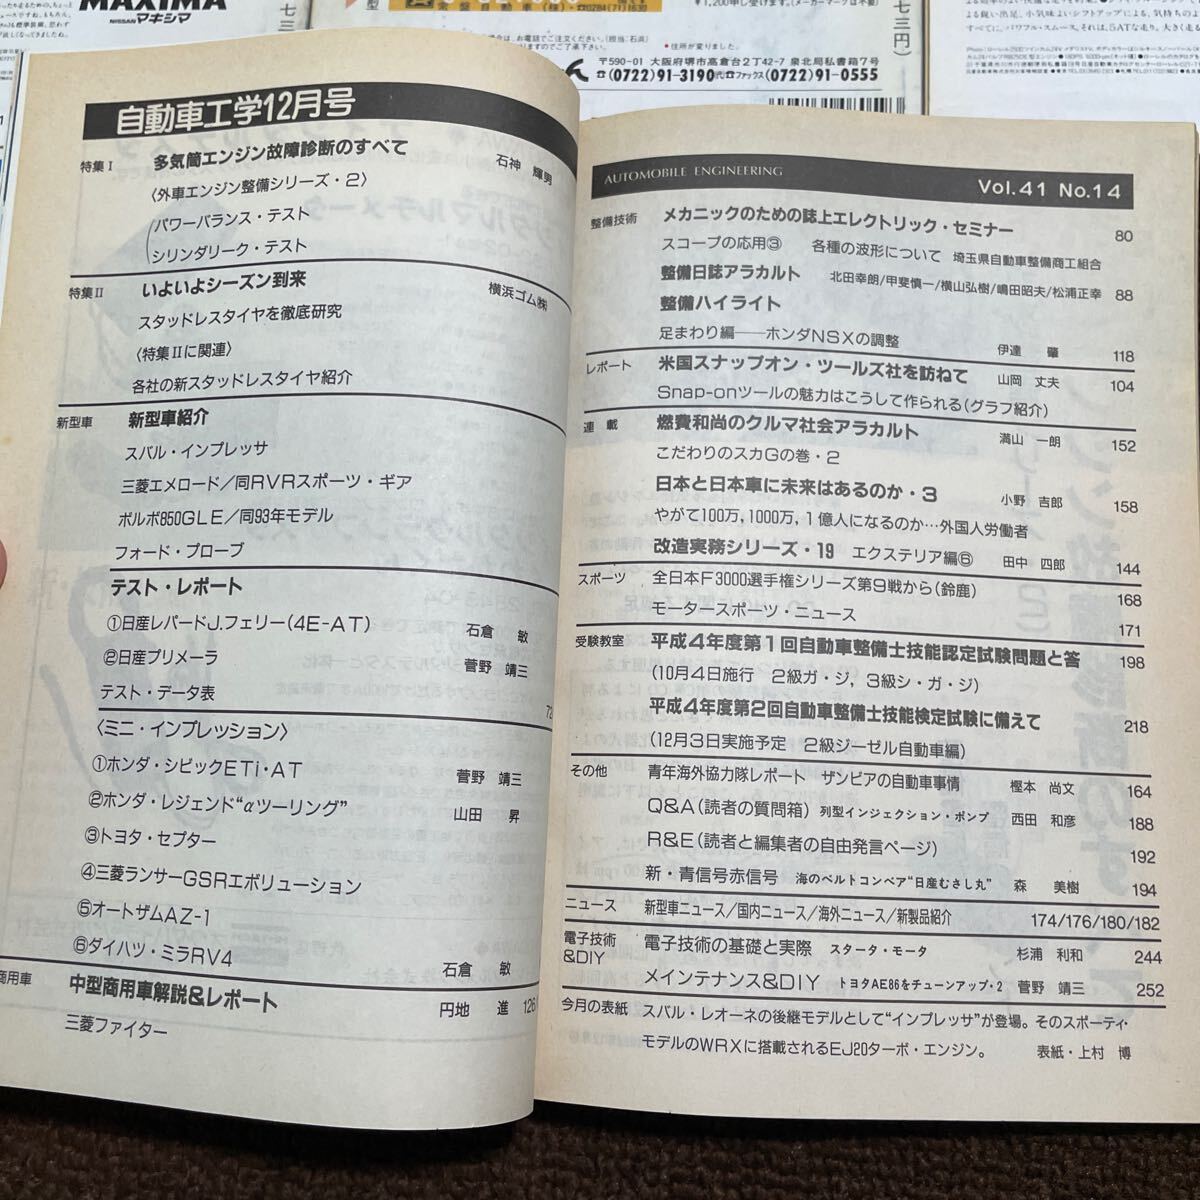 MAXIMA
NISSAN マキシマ
〒590-01 大阪府堺市高倉台2丁42-7 泉北局私書箱7号
☎(0722)91-3190 ファックス(0722)91-0555
自動車工学12月号
特集Ⅰ 多気筒エンジン故障診断のすべて 石神 輝男
〈外車エンジン整備シリーズ・2〉
パワーバランス・テスト
シリンダリーク・テスト
特集Ⅱ いよいよシーズン到来 横浜ゴム㈱
スタッドレスタイヤを徹底研究
〈特集Ⅱに関連〉
各社の新スタッドレスタイヤ紹介
新型車 新型車紹介
スバル・インプレッサ
三菱エメロード／同RVRスポーツ・ギア
ボルボ850GLE／同93年モデル
フォード・プローブ
テスト・レポート
①日産レパードJ.フェリー(4E-AT) 石倉 敏
②日産プリメーラ 菅野 靖三
テスト・データ表 72
〈ミニ・インプレッション〉
①ホンダ・シビックETi・AT 菅野 靖三
②ホンダ・レジェンド“αツーリング” 山田 昇
③トヨタ・セプター
④三菱ランサーGSRエボリューション
⑤オートザムAZ-1
⑥ダイハツ・ミラRV4 石倉 敏
商用車 中型商用車解説&レポート 円地 進 126
三菱ファイター
AUTOMOBILE ENGINEERING Vol.41 No.14
整備技術 メカニックのための誌上エレクトリック・セミナー 80
スコープの応用③ 各種の波形について 埼玉県自動車整備商工組合
整備日誌アラカルト 北田幸朗/甲斐慎一/横山弘樹/嶋田昭夫/松浦正幸 88
整備ハイライト
足まわり編——ホンダNSXの調整 伊達 肇 118
レポート 米国スナップオン・ツールズ社を訪ねて 山岡 丈夫 104
Snap-onツールの魅力はこうして作られる(グラフ紹介)
連載 燃費和尚のクルマ社会アラカルト 満山 一朗 152
こだわりのスカGの巻・2
日本と日本車に未来はあるのか・3 小野 吉郎 158
やがて100万，1000万，1億人になるのか…外国人労働者
改造実務シリーズ・19 エクステリア編⑥ 田中 四郎 144
スポーツ 全日本F3000選手権シリーズ第9戦から(鈴鹿) 168
モータースポーツ・ニュース 171
受験教室 平成4年度第1回自動車整備士技能認定試験問題と答 198
(10月4日施行 2級ガ・ジ，3級シ・ガ・ジ)
平成4年度第2回自動車整備士技能検定試験に備えて 218
(12月3日実施予定 2級ジーゼル自動車編)
その他 青年海外協力隊レポート ザンビアの自動車事情 樫本 尚文 164
Q&A(読者の質問箱) 列型インジェクション・ポンプ 西田 和彦 188
R&E(読者と編集者の自由発言ページ) 192
新・青信号赤信号 海のベルトコンベア“日産むさし丸” 森 美樹 194
ニュース 新型車ニュース／国内ニュース／海外ニュース／新製品紹介 174/176/180/182
電子技術&DIY 電子技術の基礎と実際 スタータ・モータ 杉浦 利和 244
メインテナンス&DIY トヨタAE86をチューンアップ・2 菅野 靖三 252
今月の表紙 スバル・レオーネの後継モデルとして“インプレッサ”が登場。そのスポーティ・
モデルのWRXに搭載されるEJ20ターボ・エンジン。 表紙・上村 博